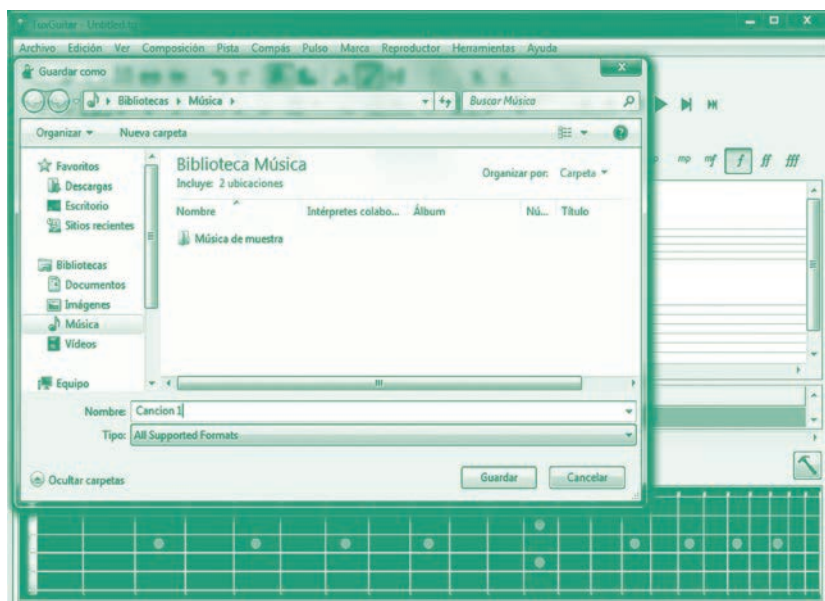 TuxGuitar - Untitled.tg
Archivo Edición Ver Composición Pista Compás Pulso Marca Reproductor Herramientas Ayuda
Guardar como
Bibliotecas Música
Buscar Música
Organizar Nueva carpeta
Favoritos
Descargas
Escritorio
Sitios recientes
Bibliotecas
Documentos
Imágenes
Música
Vídeos
Equipo
Biblioteca Música
Incluye: 2 ubicaciones
Organizar por: Carpeta
Nombre Intérpretes colabo... Álbum Nú... Título
Música de muestra
mp mf f ff fff
Nombre: Cancion 1
Tipo: All Supported Formats
Ocultar carpetas
Guardar Cancelar